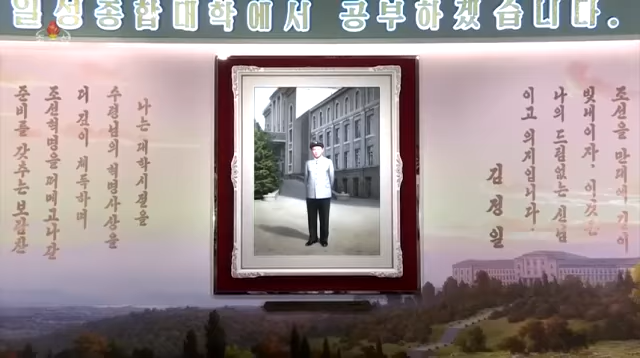 일성종합대학에서 공부하겠습니다.
조선을 만대에 길이
빛내이자, 이것은
나의 드팀없는 신념
이고 의지입니다.
김정일
나는 대학시절을
수령님의 혁명사상을
더 깊이 체득하며
조선혁명을 떠메고나갈
준비를 갖추는 보람찬